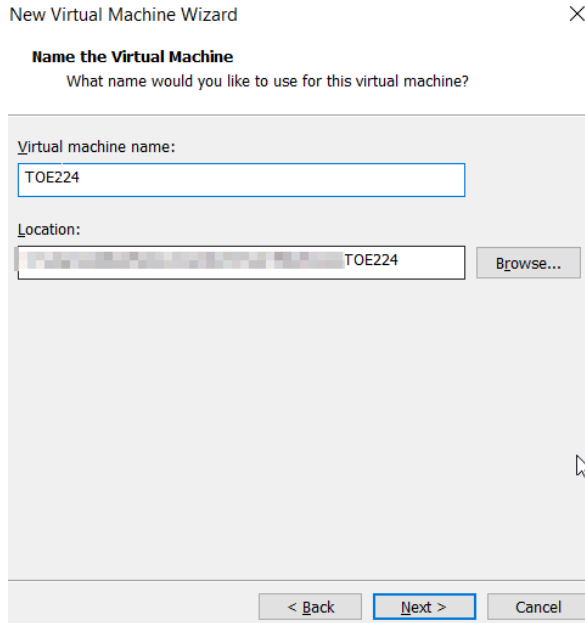 New Virtual Machine Wizard
Name the Virtual Machine
What name would you like to use for this virtual machine?
Virtual machine name:
TOE224
Location:
TOE224
Browse...
< Back
Next >
Cancel